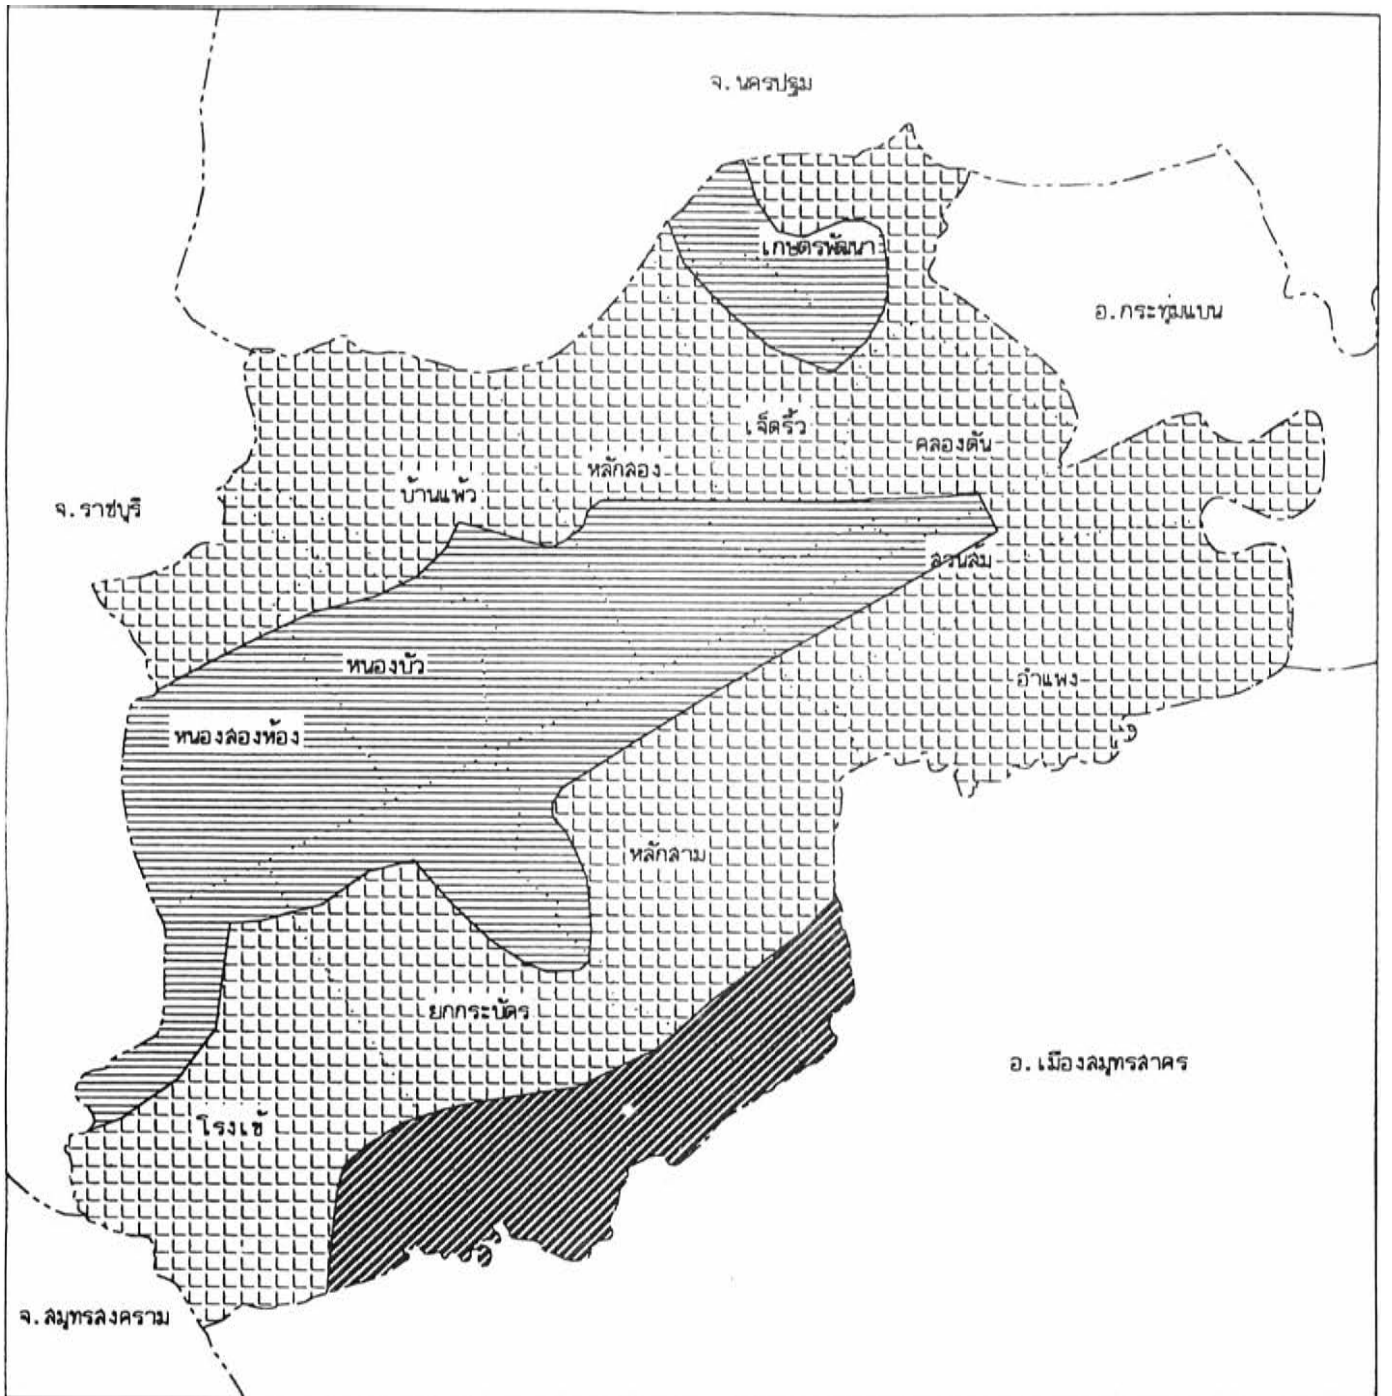 จ.นครปฐม
เกษตรพัฒนา
อ.กระทุ่มแบน
เจ็ดริ้ว
คลองตัน
หลักสอง
บ้านแพ้ว
จ.ราชบุรี
สวนส้ม
หนองบัว
อำแพง
หนองสองห้อง
หลักสาม
ยกกระบัตร
อ.เมืองสมุทรสาคร
โรงเข้
จ.สมุทรสงคราม